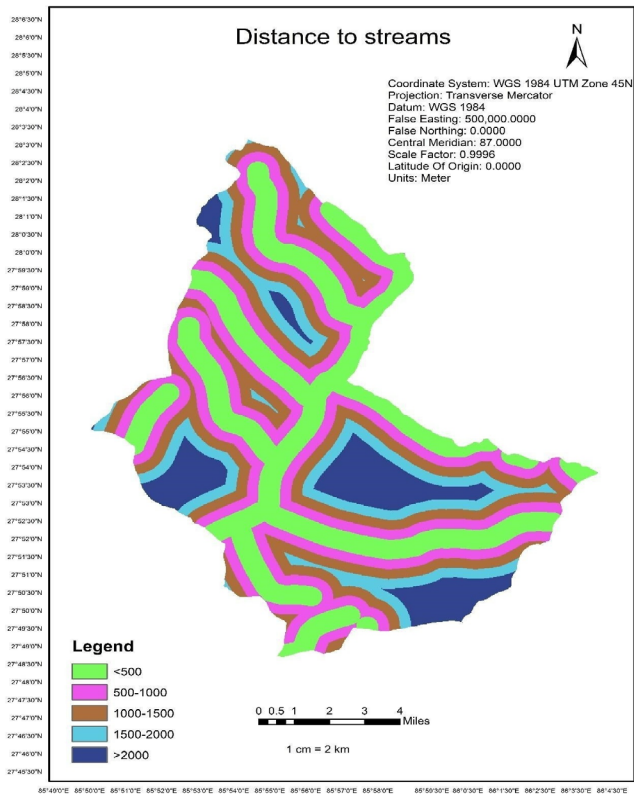 Distance to streams
N
Coordinate System: WGS 1984 UTM Zone 45N
Projection: Transverse Mercator
Datum: WGS 1984
False Easting: 500,000.0000
False Northing: 0.0000
Central Meridian: 87.0000
Scale Factor: 0.9996
Latitude Of Origin: 0.0000
Units: Meter
28°6'30"N
28°6'0"N
28°5'30"N
28°5'0"N
28°4'30"N
28°4'0"N
28°3'30"N
28°3'0"N
28°2'30"N
28°2'0"N
28°1'30"N
28°1'0"N
28°0'30"N
28°0'0"N
27°59'30"N
27°59'0"N
27°58'30"N
27°58'0"N
27°57'30"N
27°57'0"N
27°56'30"N
27°56'0"N
27°55'30"N
27°55'0"N
27°54'30"N
27°54'0"N
27°53'30"N
27°53'0"N
27°52'30"N
27°52'0"N
27°51'30"N
27°51'0"N
27°50'30"N
27°50'0"N
27°49'30"N
27°49'0"N
27°48'30"N
27°48'0"N
27°47'30"N
27°47'0"N
27°46'30"N
27°46'0"N
27°45'30"N
Legend
<500
500-1000
1000-1500
1500-2000
>2000
0 0.5 1 2 3 4
Miles
1 cm = 2 km
85°50'0"E 85°51'0"E 85°53'0"E 85°54'0"E 85°55'0"E 85°57'0"E 85°58'0"E 86°1'30"E 86°2'30"E 86°3'30"E 86°4'30"E